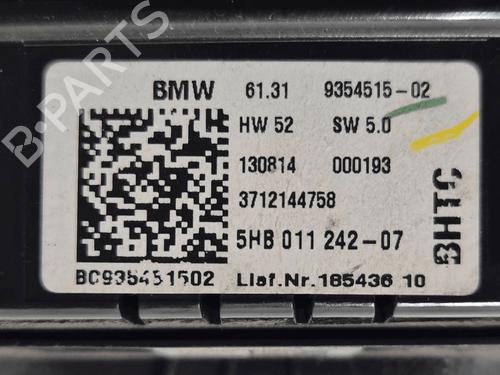 BMW 61.31 9354515-02
HW 52 SW 5.0
130814 000193
3712144758
5HB 011 242-07
BC935451502 Llaf.Nr.185436 10
BHTC
B-Parts